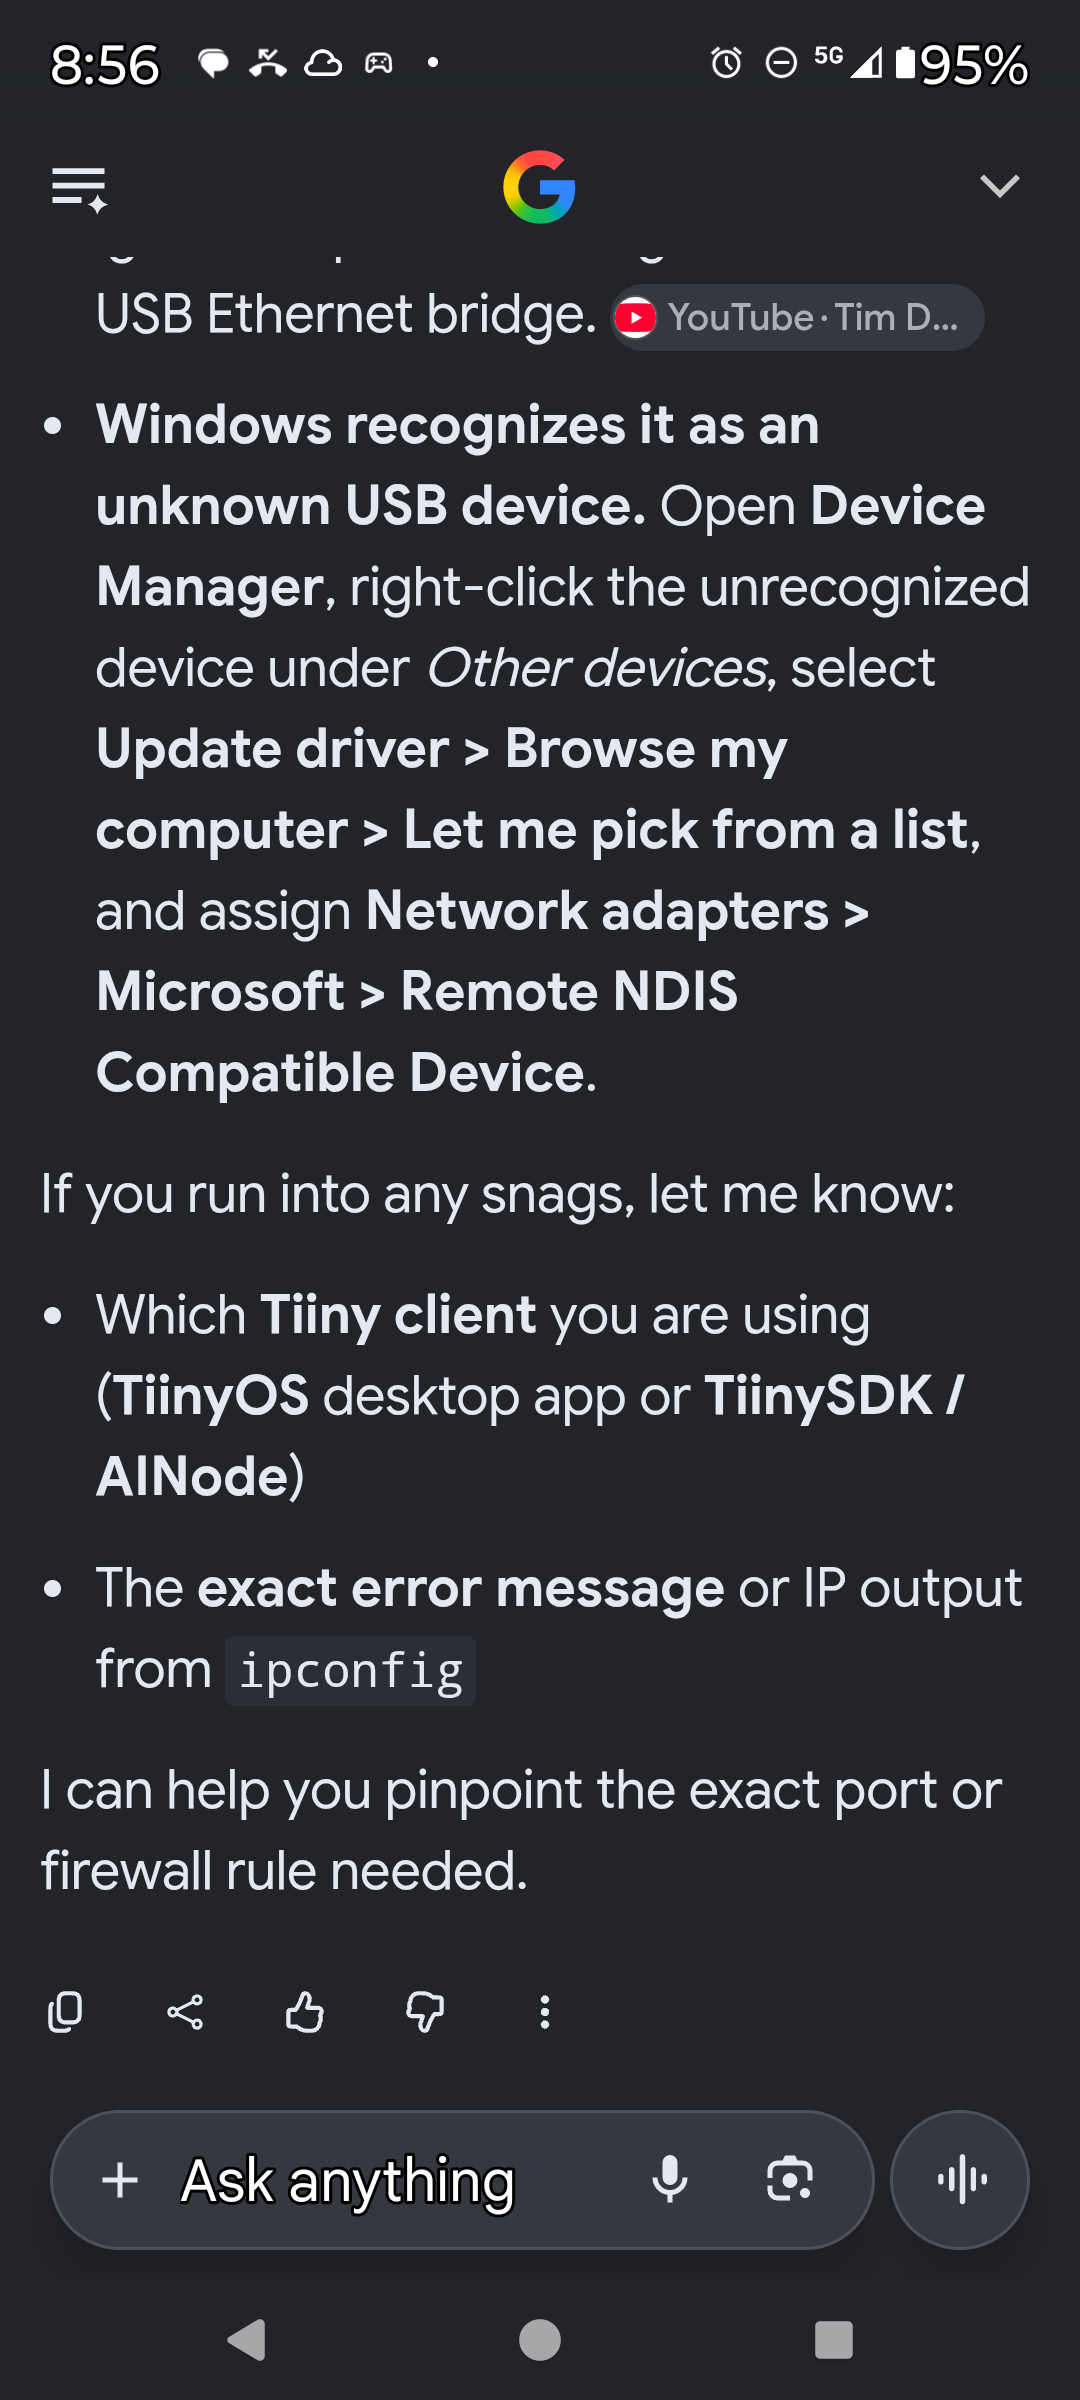 8:56
5G
95%
USB Ethernet bridge. YouTube · Tim D...
• Windows recognizes it as an
unknown USB device. Open Device
Manager, right-click the unrecognized
device under Other devices, select
Update driver > Browse my
computer > Let me pick from a list,
and assign Network adapters >
Microsoft > Remote NDIS
Compatible Device.
If you run into any snags, let me know:
• Which Tiiny client you are using
(TiinyOS desktop app or TiinySDK /
AINode)
• The exact error message or IP output
from ipconfig
I can help you pinpoint the exact port or
firewall rule needed.
Ask anything